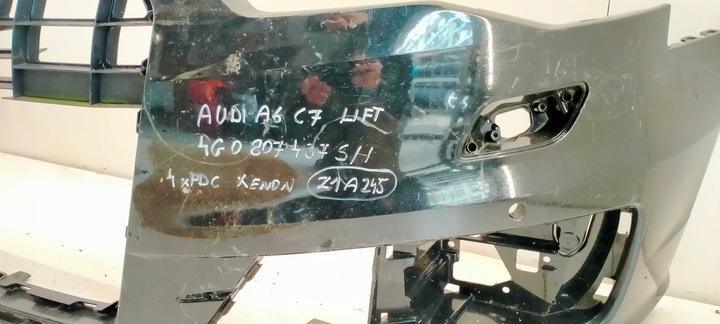 AUDI A6 C7 LIFT
4G0 807 437 S/H
4xPDC XENON Z1A245